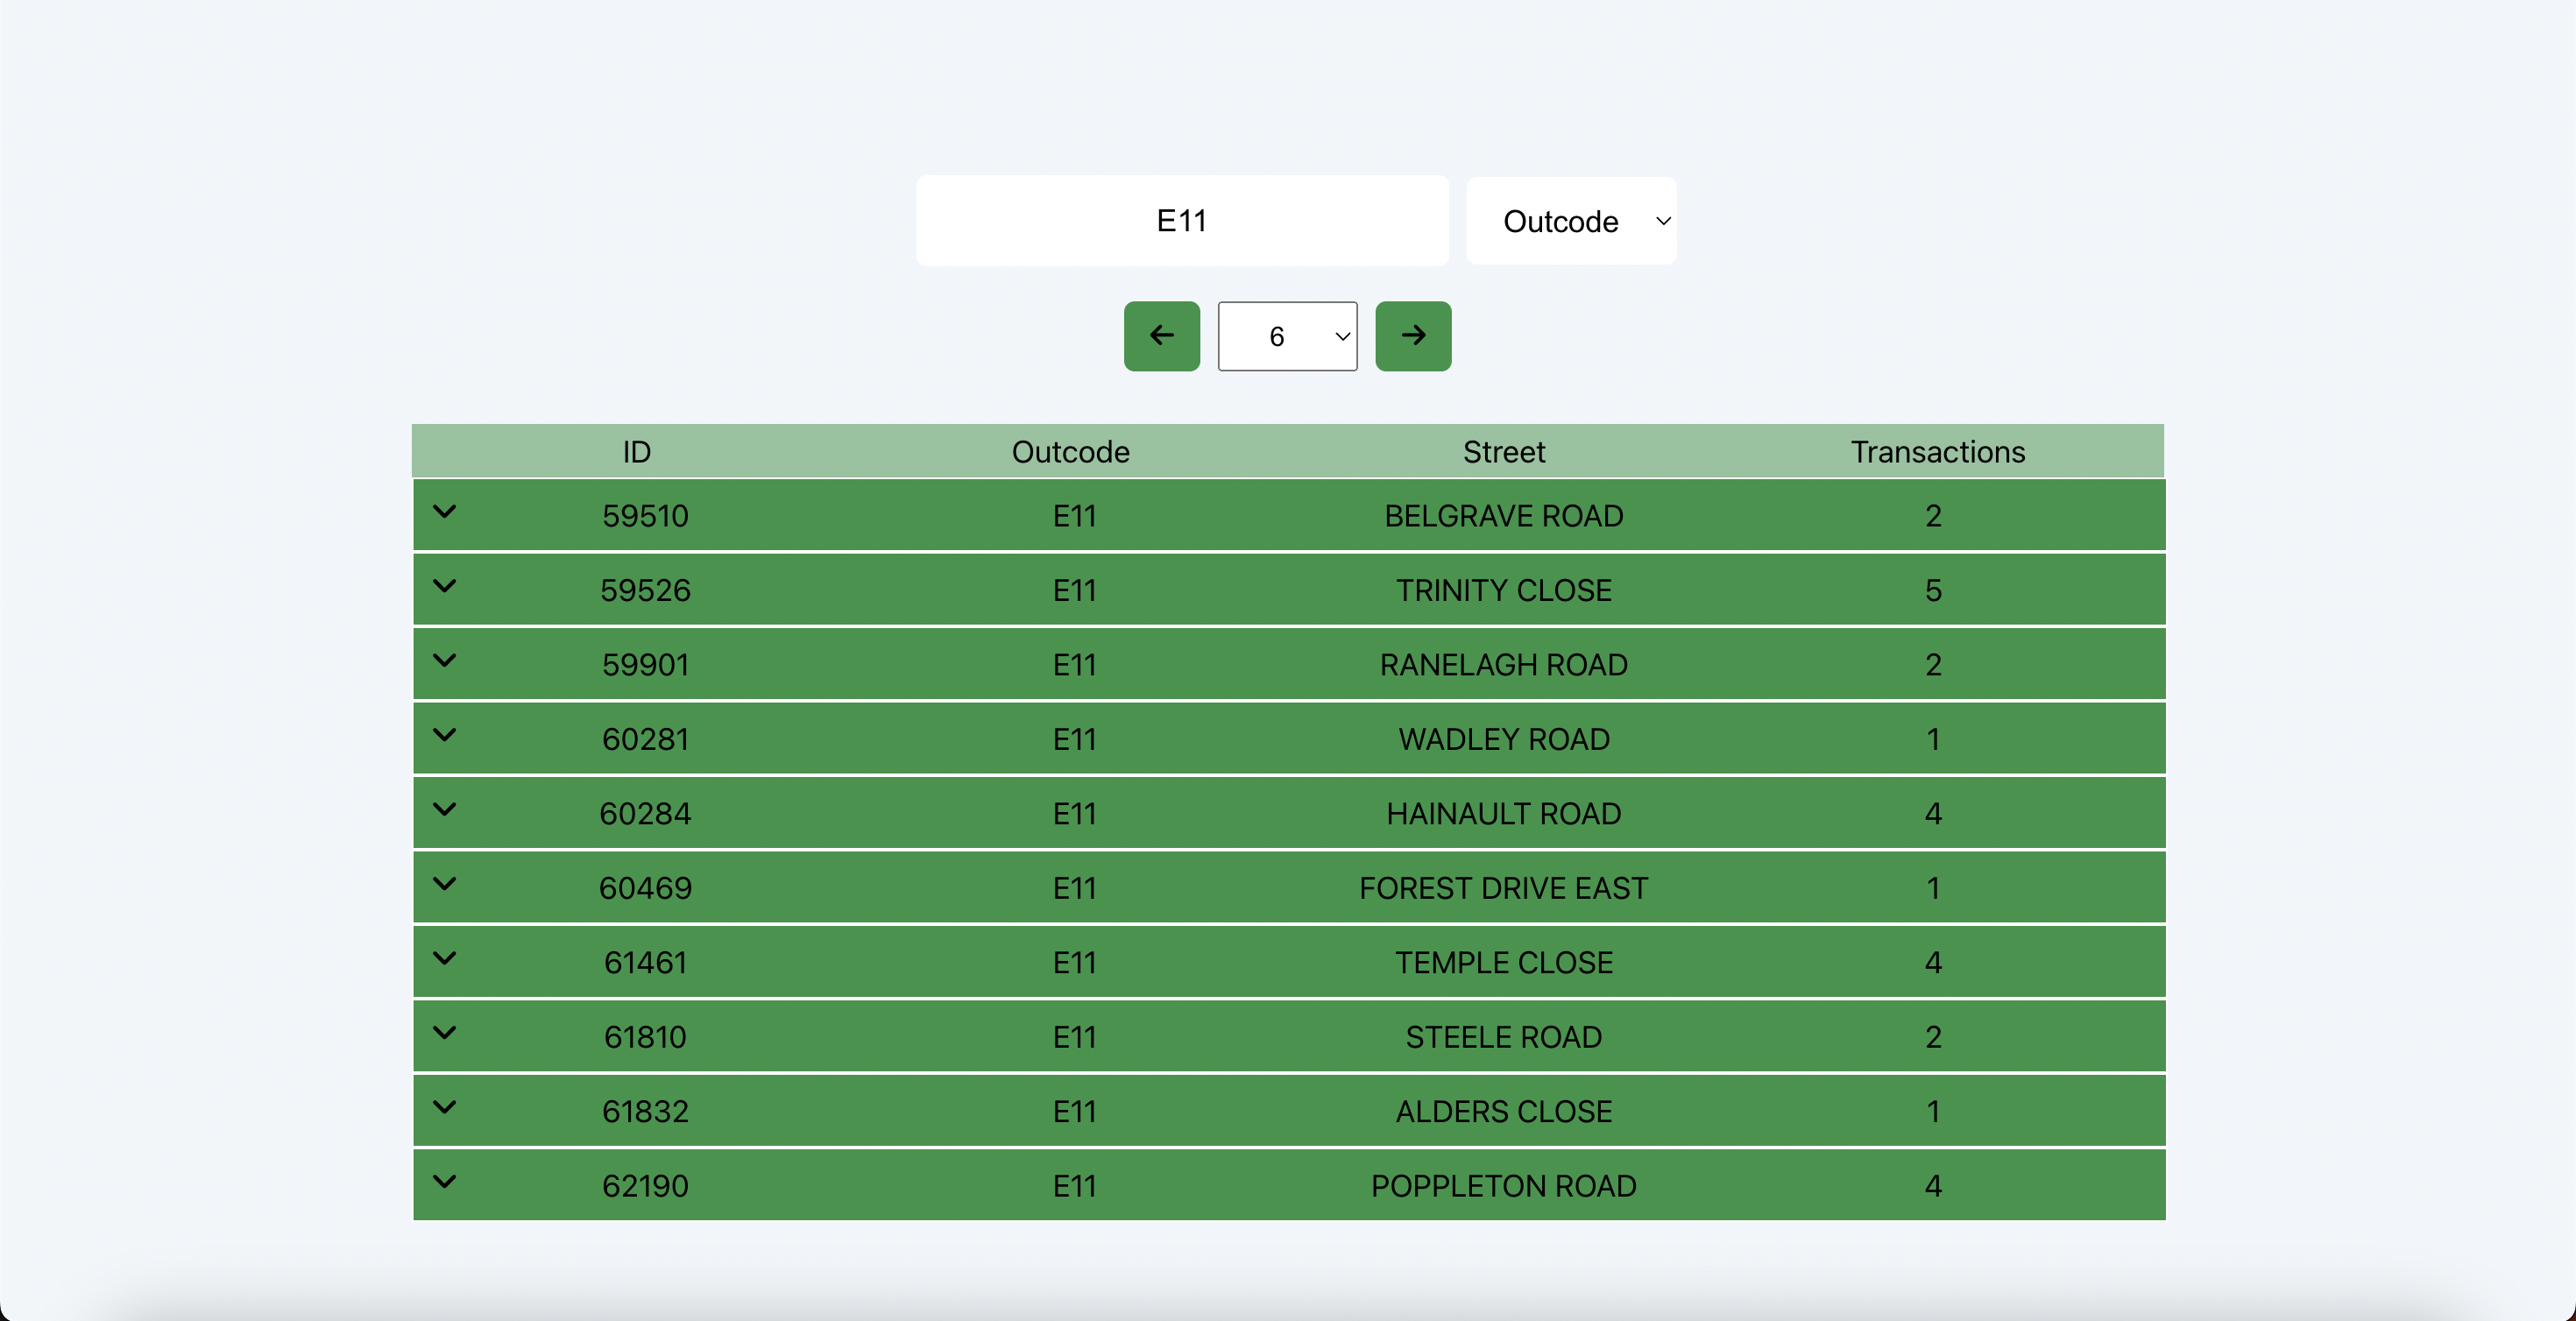 E11 Outcode
6
ID Outcode Street Transactions
59510 E11 BELGRAVE ROAD 2
59526 E11 TRINITY CLOSE 5
59901 E11 RANELAGH ROAD 2
60281 E11 WADLEY ROAD 1
60284 E11 HAINAULT ROAD 4
60469 E11 FOREST DRIVE EAST 1
61461 E11 TEMPLE CLOSE 4
61810 E11 STEELE ROAD 2
61832 E11 ALDERS CLOSE 1
62190 E11 POPPLETON ROAD 4